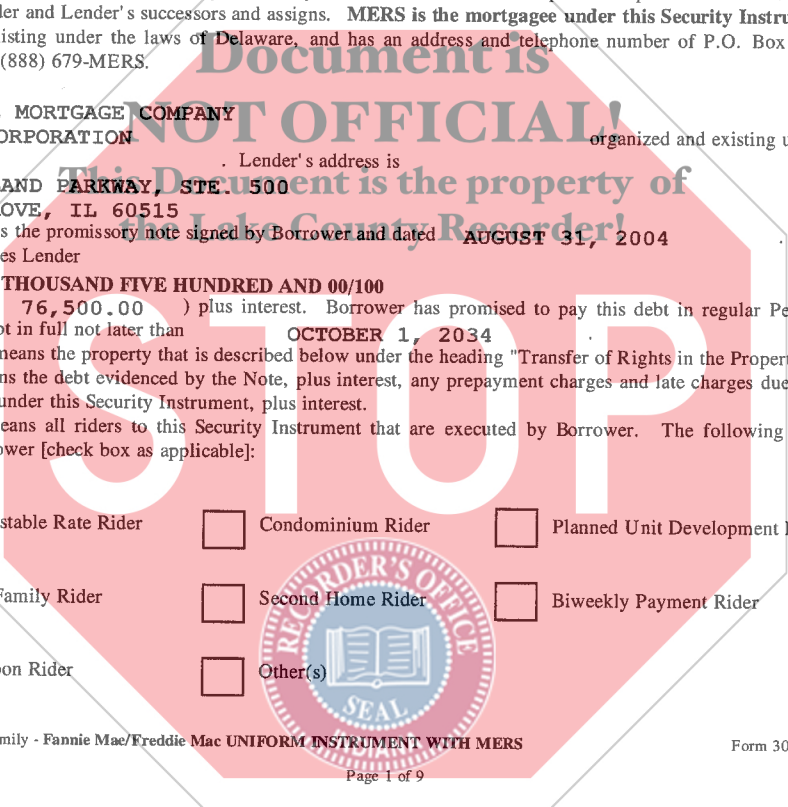 der and Lender's successors and assigns. MERS is the mortgagee under this Security Instru
isting under the laws of Delaware, and has an address and telephone number of P.O. Box
(888) 679-MERS.
Document is
MORTGAGE COMPANY
NOT OFFICIAL!
ORPORATION organized and existing u
. Lender's address is
This Document is the property of
AND PARKWAY, STE. 500
OVE, IL 60515
the Lake County Recorder!
s the promissory note signed by Borrower and dated AUGUST 31, 2004 .
es Lender
THOUSAND FIVE HUNDRED AND 00/100
76,500.00 ) plus interest. Borrower has promised to pay this debt in regular Pe
bt in full not later than OCTOBER 1, 2034 .
means the property that is described below under the heading "Transfer of Rights in the Propert
ns the debt evidenced by the Note, plus interest, any prepayment charges and late charges due
under this Security Instrument, plus interest.
eans all riders to this Security Instrument that are executed by Borrower. The following
ower [check box as applicable]:
STOP
stable Rate Rider Condominium Rider Planned Unit Development
Family Rider Second Home Rider Biweekly Payment Rider
oon Rider Other(s)
RECORDER'S OFFICE
SEAL
INDIANA
mily - Fannie Mae/Freddie Mac UNIFORM INSTRUMENT WITH MERS Form 30
Page 1 of 9